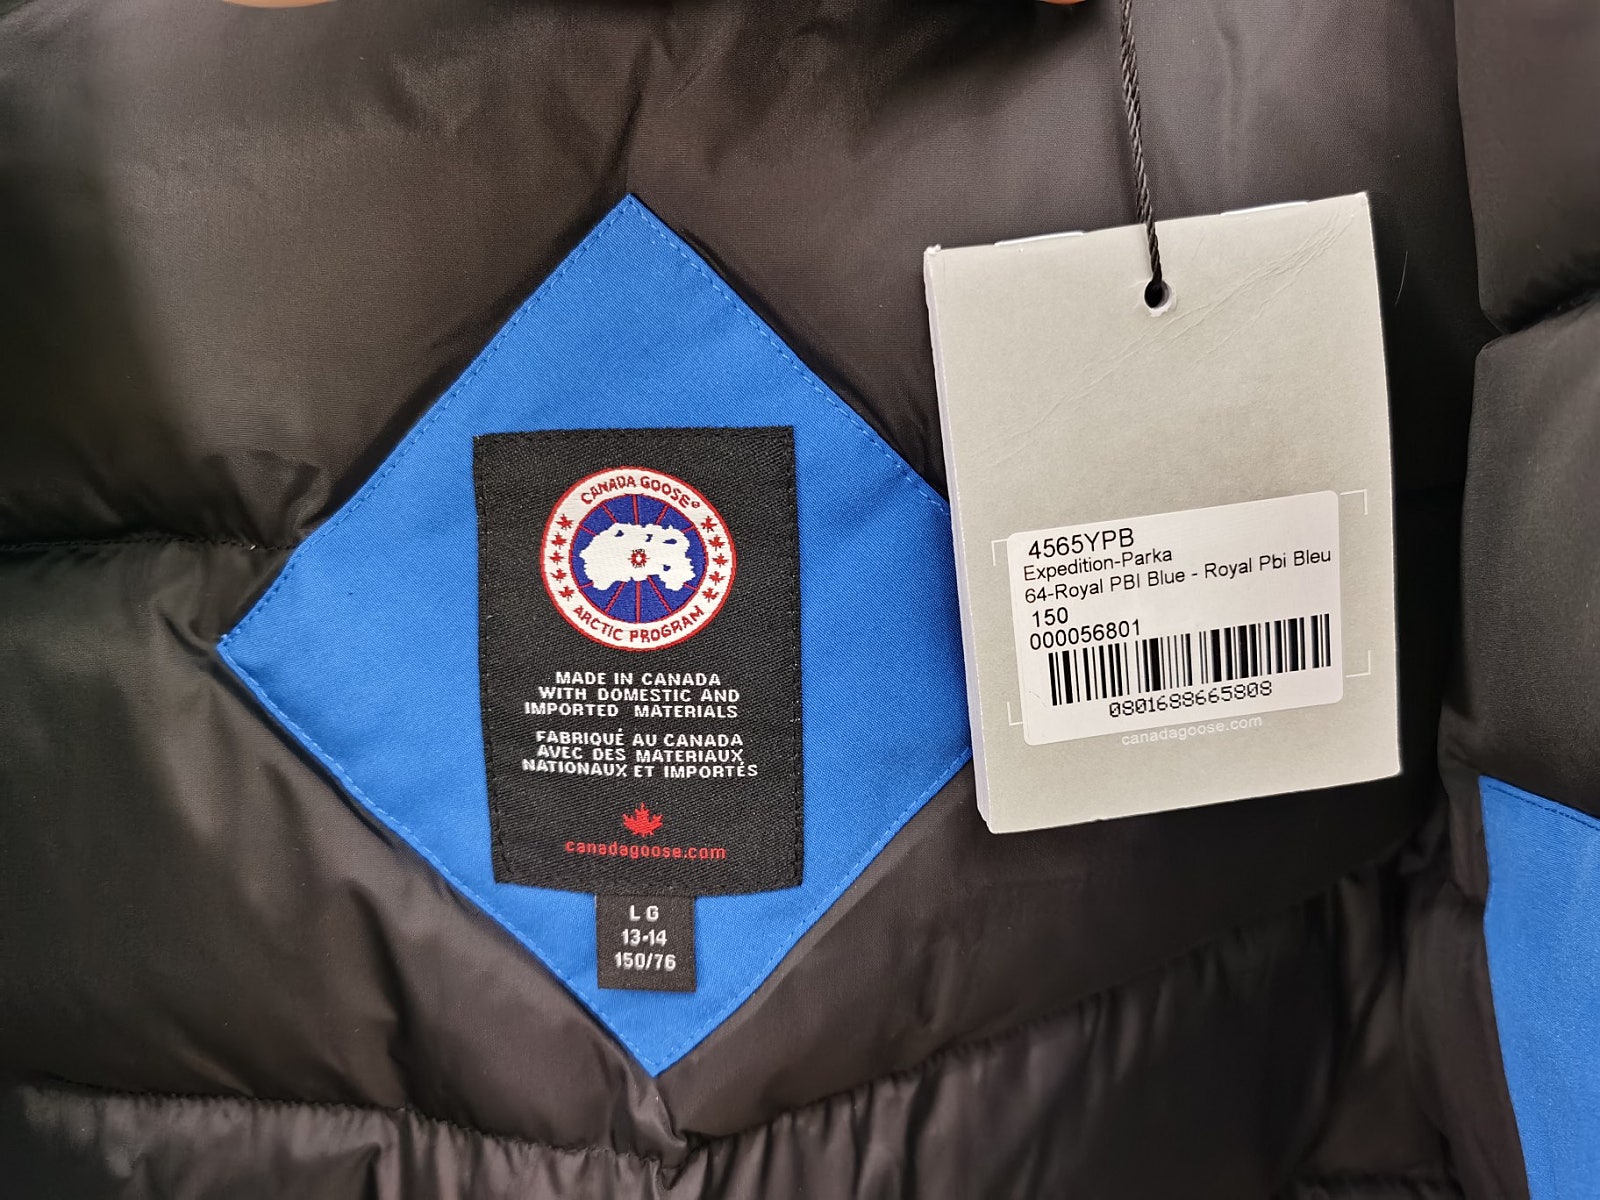 CANADA GOOSE®
ARCTIC PROGRAM
MADE IN CANADA
WITH DOMESTIC AND
IMPORTED MATERIALS
FABRIQUÉ AU CANADA
AVEC DES MATERIAUX
NATIONAUX ET IMPORTÉS
canadagoose.com
LG
13-14
150/76
4565YPB
Expedition-Parka
64-Royal PBI Blue - Royal Pbi Bleu
150
000056801
0801688665808
canadagoose.com